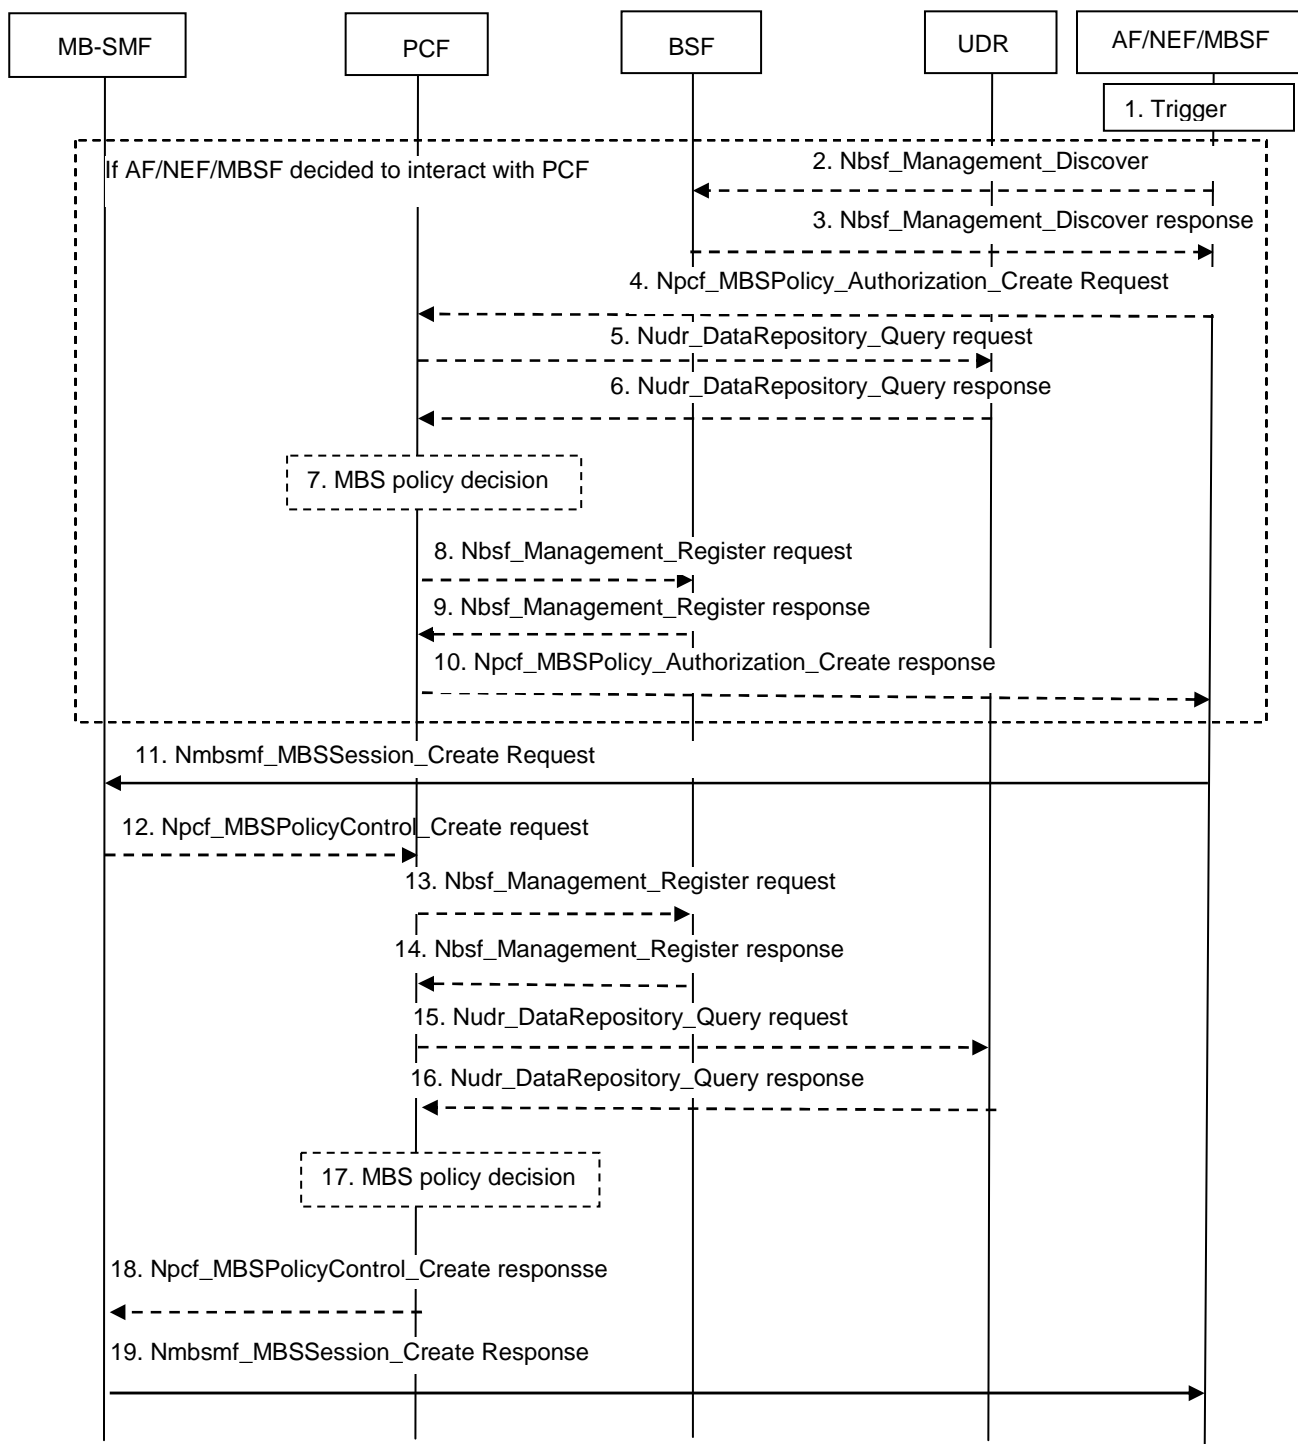 MB-SMF
PCF
BSF
UDR
AF/NEF/MBSF
1. Trigger
If AF/NEF/MBSF decided to interact with PCF
2. Nbsf_Management_Discover
3. Nbsf_Management_Discover response
4. Npcf_MBSPolicy_Authorization_Create Request
5. Nudr_DataRepository_Query request
6. Nudr_DataRepository_Query response
7. MBS policy decision
8. Nbsf_Management_Register request
9. Nbsf_Management_Register response
10. Npcf_MBSPolicy_Authorization_Create response
11. Nmbsmf_MBSSession_Create Request
12. Npcf_MBSPolicyControl_Create request
13. Nbsf_Management_Register request
14. Nbsf_Management_Register response
15. Nudr_DataRepository_Query request
16. Nudr_DataRepository_Query response
17. MBS policy decision
18. Npcf_MBSPolicyControl_Create responsse
19. Nmbsmf_MBSSession_Create Response